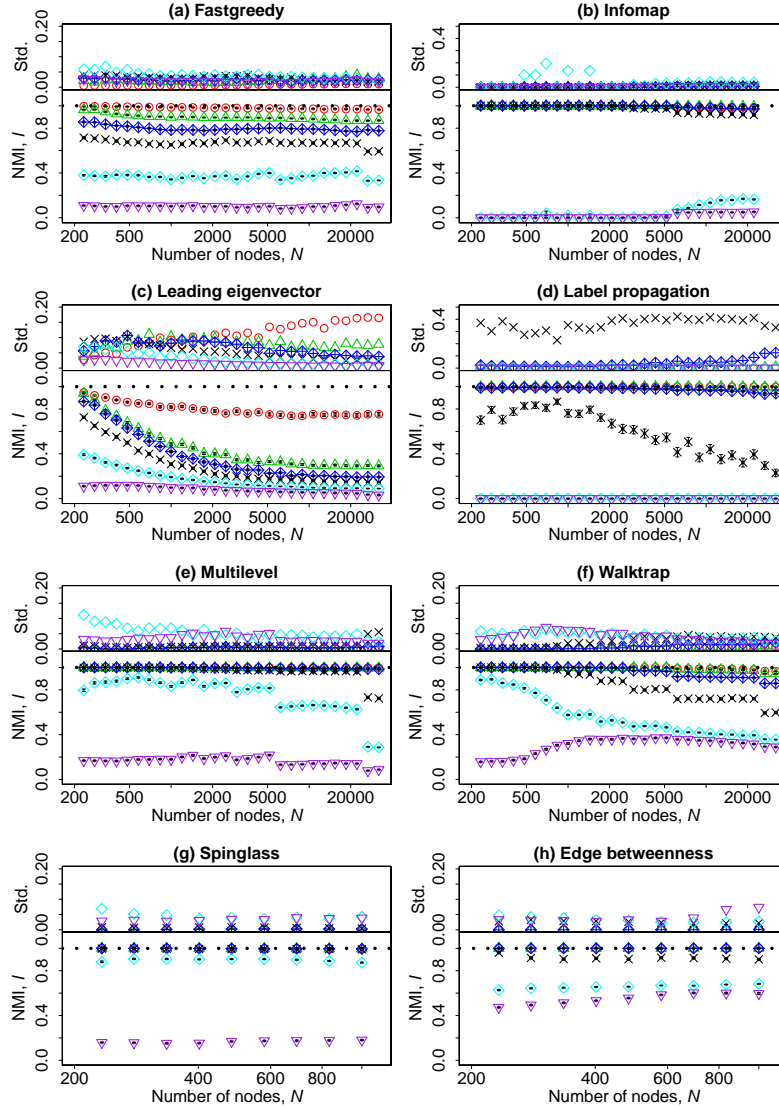 (a) Fastgreedy
(b) Infomap
Std.
0.00 0.20
NMI, I
0.0 0.4 0.8
200 500 2000 5000 20000
Number of nodes, N
Std.
0.0 0.2 0.4
NMI, I
0.0 0.4 0.8
200 500 2000 5000 20000
Number of nodes, N
(c) Leading eigenvector
(d) Label propagation
Std.
0.00 0.20
NMI, I
0.0 0.4 0.8
200 500 2000 5000 20000
Number of nodes, N
Std.
0.0 0.2 0.4
NMI, I
0.0 0.4 0.8
200 500 2000 5000 20000
Number of nodes, N
(e) Multilevel
(f) Walktrap
Std.
0.00 0.20
NMI, I
0.0 0.4 0.8
200 500 2000 5000 20000
Number of nodes, N
Std.
0.00 0.20
NMI, I
0.0 0.4 0.8
200 500 2000 5000 20000
Number of nodes, N
(g) Spinglass
(h) Edge betweenness
Std.
0.00 0.20
NMI, I
0.0 0.4 0.8
200 400 600 800
Number of nodes, N
Std.
0.00 0.20
NMI, I
0.0 0.4 0.8
200 400 600 800
Number of nodes, N